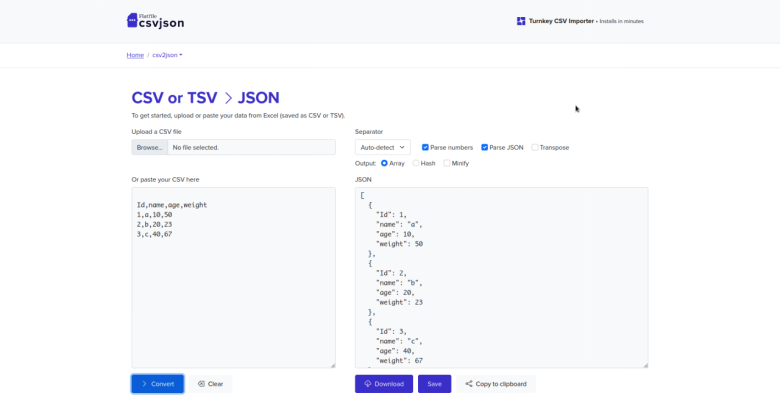 Flatfile
csvjson
Turnkey CSV Importer • Installs in minutes
Home / csv2json
CSV or TSV > JSON
To get started, upload or paste your data from Excel (saved as CSV or TSV).
Upload a CSV file
Browse... No file selected.
Separator
Auto-detect Parse numbers Parse JSON Transpose
Output: Array Hash Minify
Or paste your CSV here
Id,name,age,weight
1,a,10,50
2,b,20,23
3,c,40,67
JSON
[
{
"Id": 1,
"name": "a",
"age": 10,
"weight": 50
},
{
"Id": 2,
"name": "b",
"age": 20,
"weight": 23
},
{
"Id": 3,
"name": "c",
"age": 40,
"weight": 67
Convert Clear
Download Save Copy to clipboard